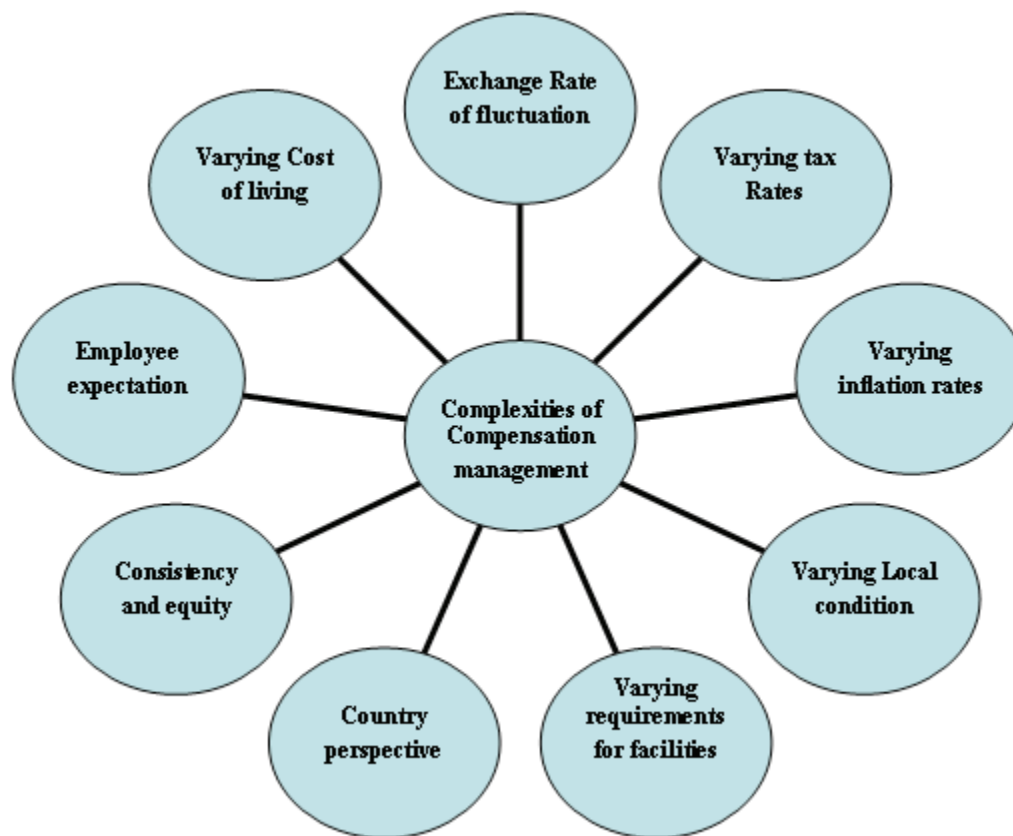 Exchange Rate
of fluctuation
Varying tax
Rates
Varying
inflation rates
Varying Local
condition
Varying
requirements
for facilities
Country
perspective
Consistency
and equity
Employee
expectation
Varying Cost
of living
Complexities of
Compensation
management